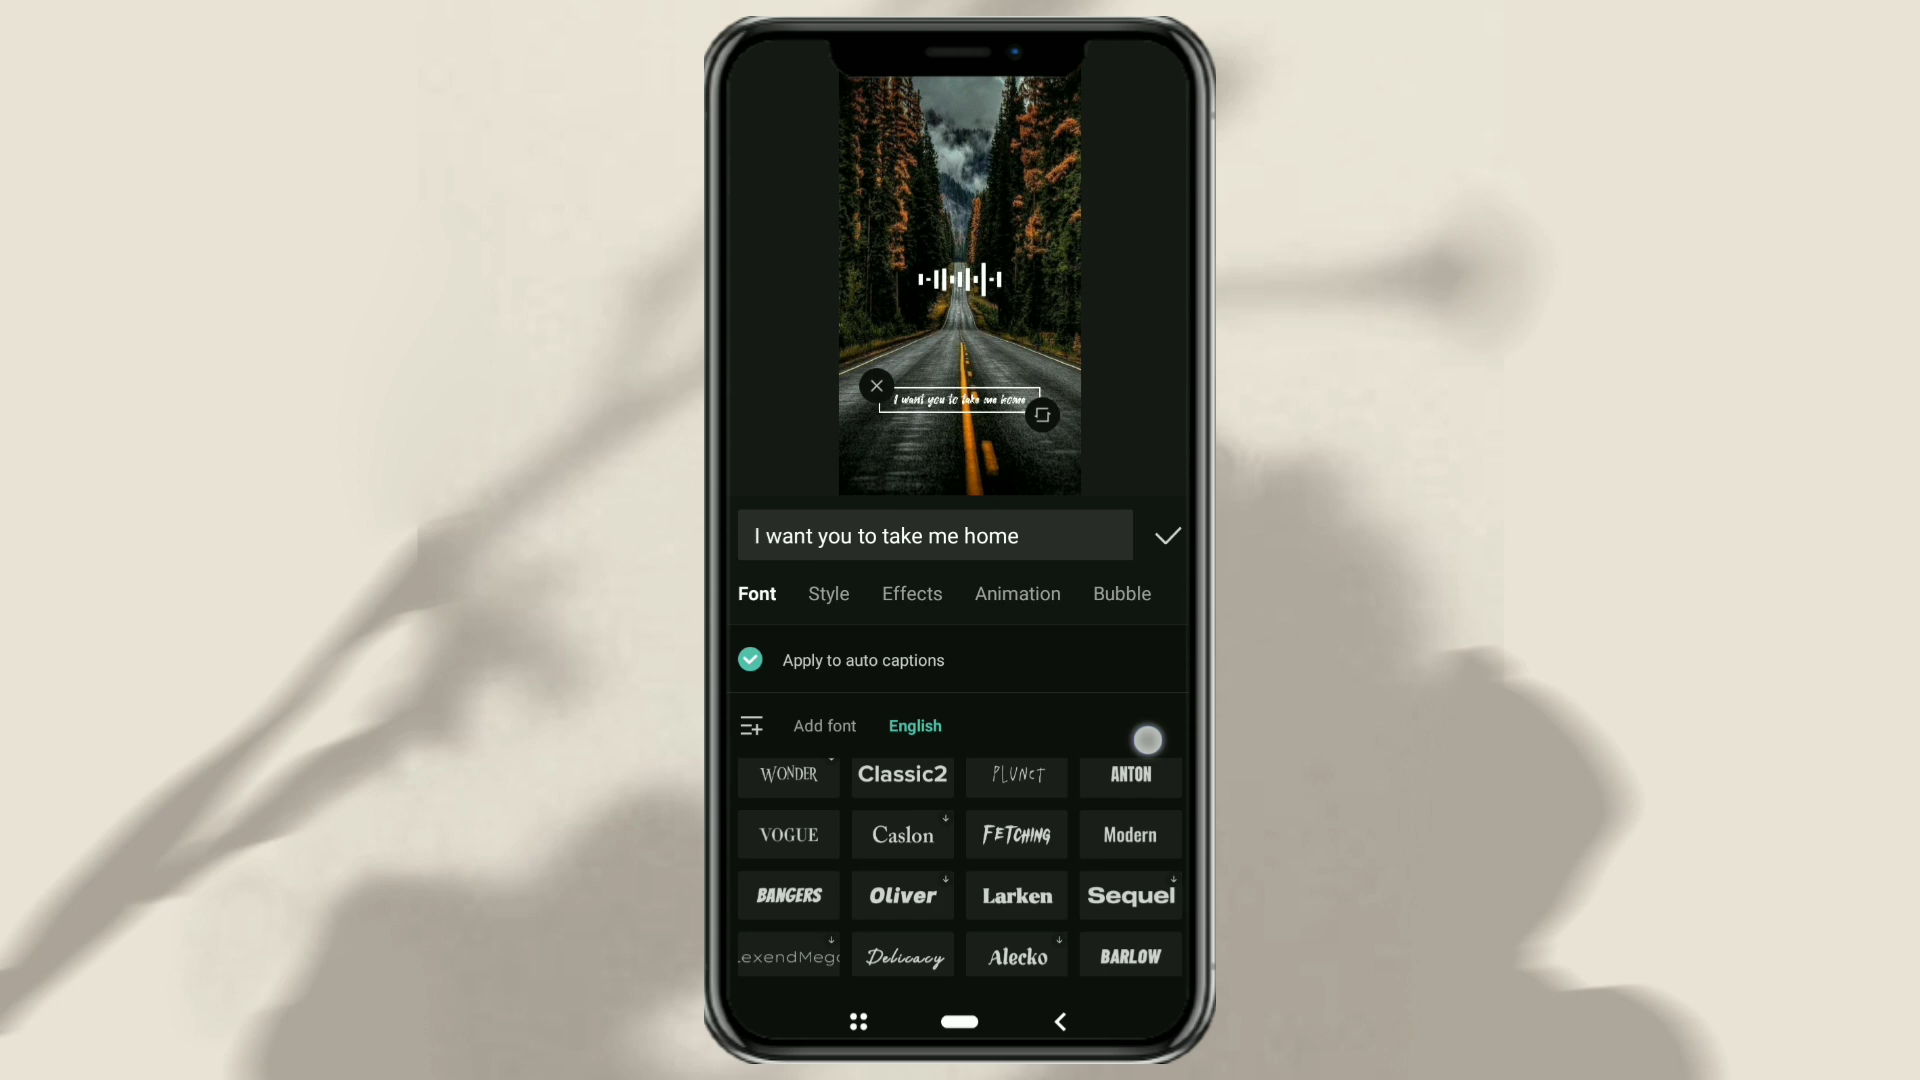 I want you to take me home
I want you to take me home
Font Style Effects Animation Bubble
Apply to auto captions
Add font English
WONDER Classic2 PLUNCT ANTON
VOGUE Caslon FETCHING Modern
BANGERS Oliver Larken Sequel
LexendMega Delicacy Alecko BARLOW